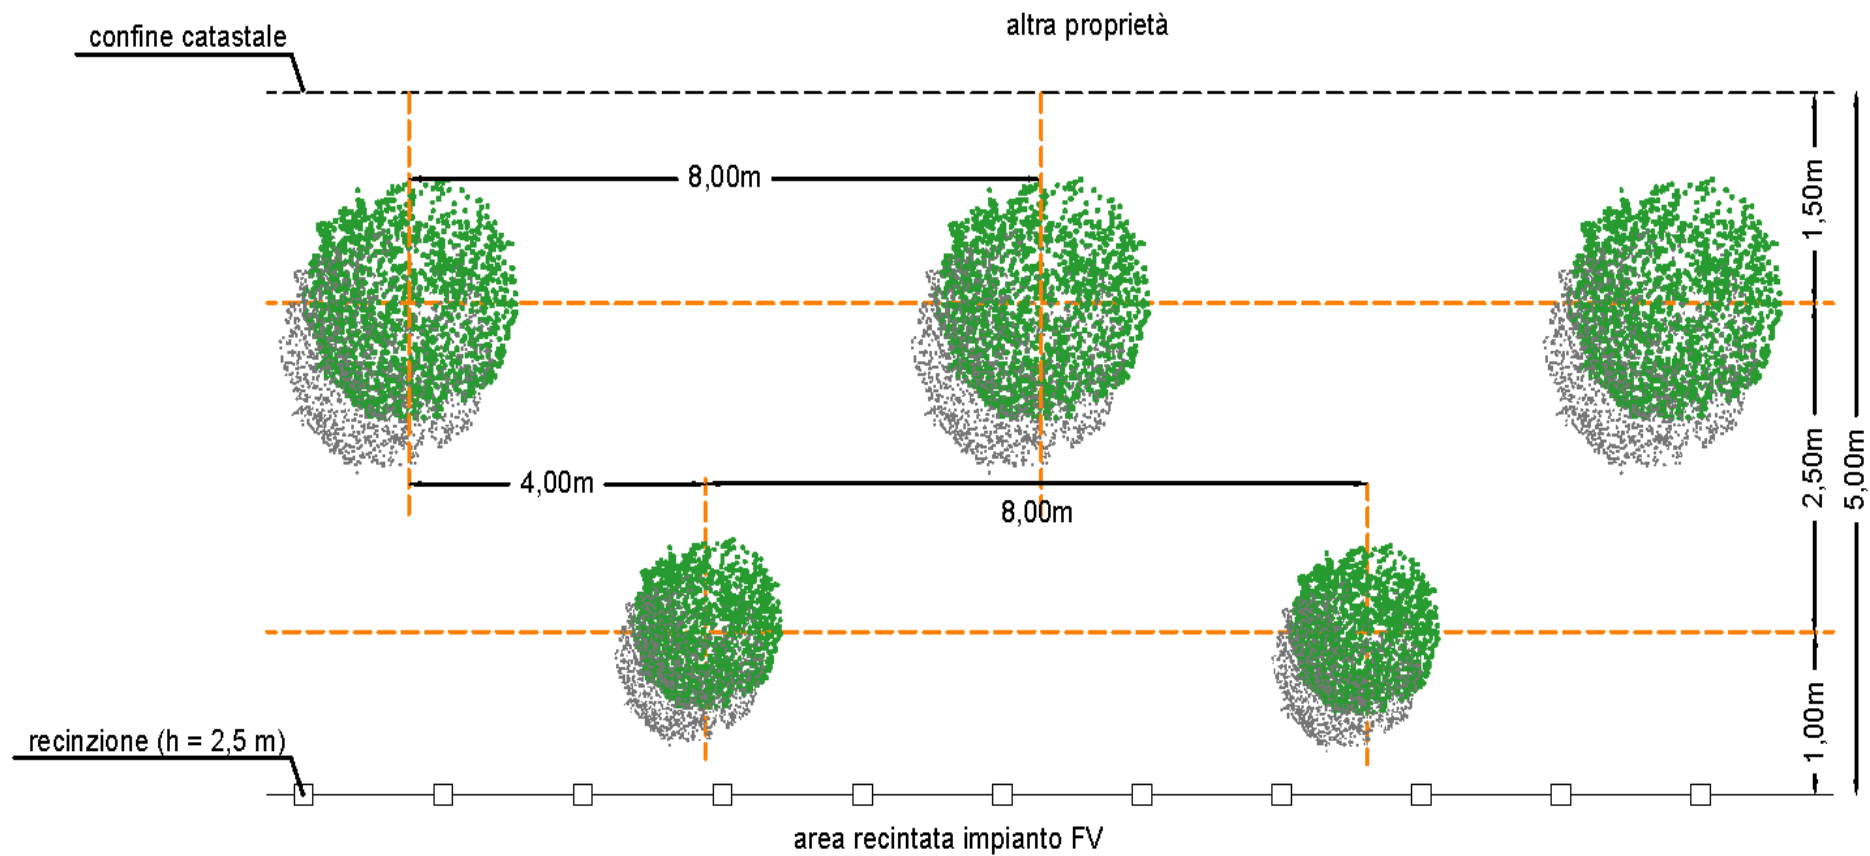 altra proprietà
confine catastale
8,00m
1,50m
4,00m
8,00m
2,50m
5,00m
1,00m
recinzione (h = 2,5 m)
area recintata impianto FV